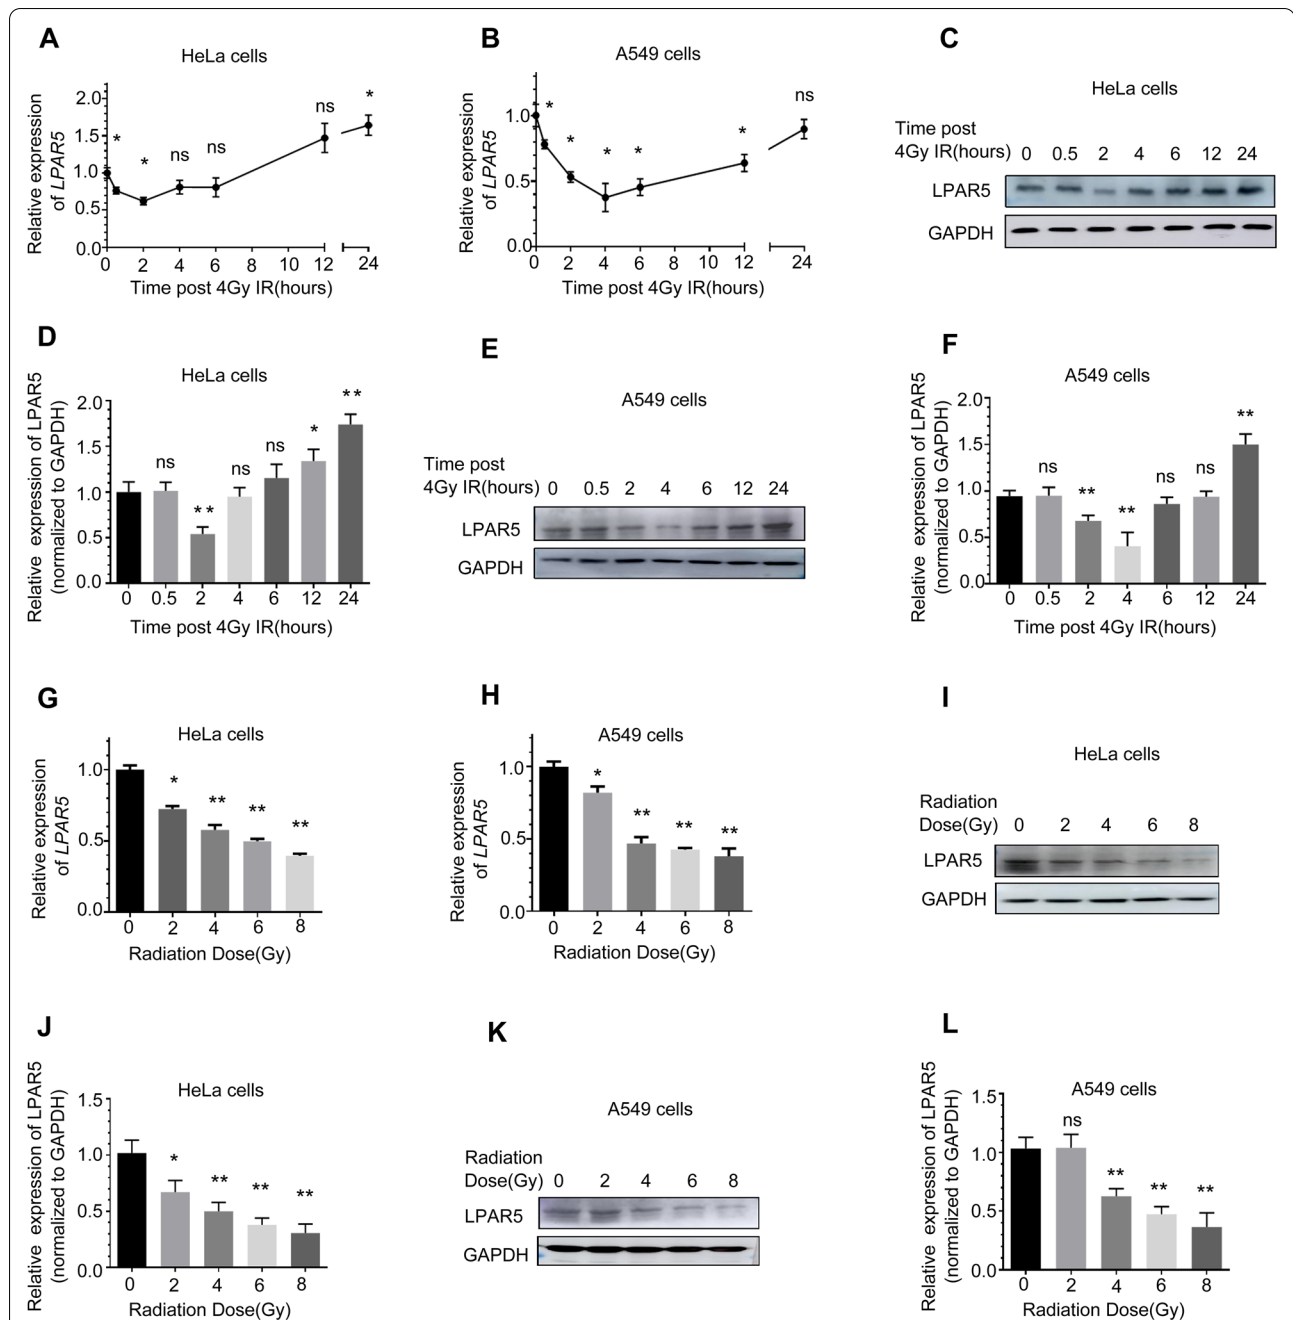 A
HeLa cells
Relative expression
of LPAR5
2.0
1.5
1.0
0.5
0.0
* * ns ns ns *
0 2 4 6 8 10 12 24
Time post 4Gy IR(hours)
B
A549 cells
Relative expression
of LPAR5
1.0
0.5
0.0
* * * * * ns
0 2 4 6 8 10 12 24
Time post 4Gy IR(hours)
C
HeLa cells
Time post
4Gy IR(hours) 0 0.5 2 4 6 12 24
LPAR5
GAPDH
D
HeLa cells
Relative expression of LPAR5
(normalized to GAPDH)
2.0
1.5
1.0
0.5
0.0
ns ** ns ns * **
0 0.5 2 4 6 12 24
Time post 4Gy IR(hours)
E
A549 cells
Time post
4Gy IR(hours) 0 0.5 2 4 6 12 24
LPAR5
GAPDH
F
A549 cells
Relative expression of LPAR5
(normalized to GAPDH)
2.0
1.5
1.0
0.5
0.0
ns ** ** ns ns **
0 0.5 2 4 6 12 24
Time post 4Gy IR(hours)
G
HeLa cells
Relative expression
of LPAR5
1.0
0.5
0.0
* ** ** **
0 2 4 6 8
Radiation Dose(Gy)
H
A549 cells
Relative expression
of LPAR5
1.0
0.5
0.0
* ** ** **
0 2 4 6 8
Radiation Dose(Gy)
I
HeLa cells
Radiation
Dose(Gy) 0 2 4 6 8
LPAR5
GAPDH
J
HeLa cells
Relative expression of LPAR5
(normalized to GAPDH)
1.5
1.0
0.5
0.0
* ** ** **
0 2 4 6 8
Radiation Dose(Gy)
K
A549 cells
Radiation
Dose(Gy) 0 2 4 6 8
LPAR5
GAPDH
L
A549 cells
Relative expression of LPAR5
(normalized to GAPDH)
1.5
1.0
0.5
0.0
ns ** ** **
0 2 4 6 8
Radiation Dose(Gy)